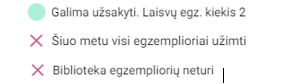 Galima užsakyti. Laisvų egz. kiekis 2
Šiuo metu visi egzemplioriai užimti
Biblioteka egzempliorių neturi